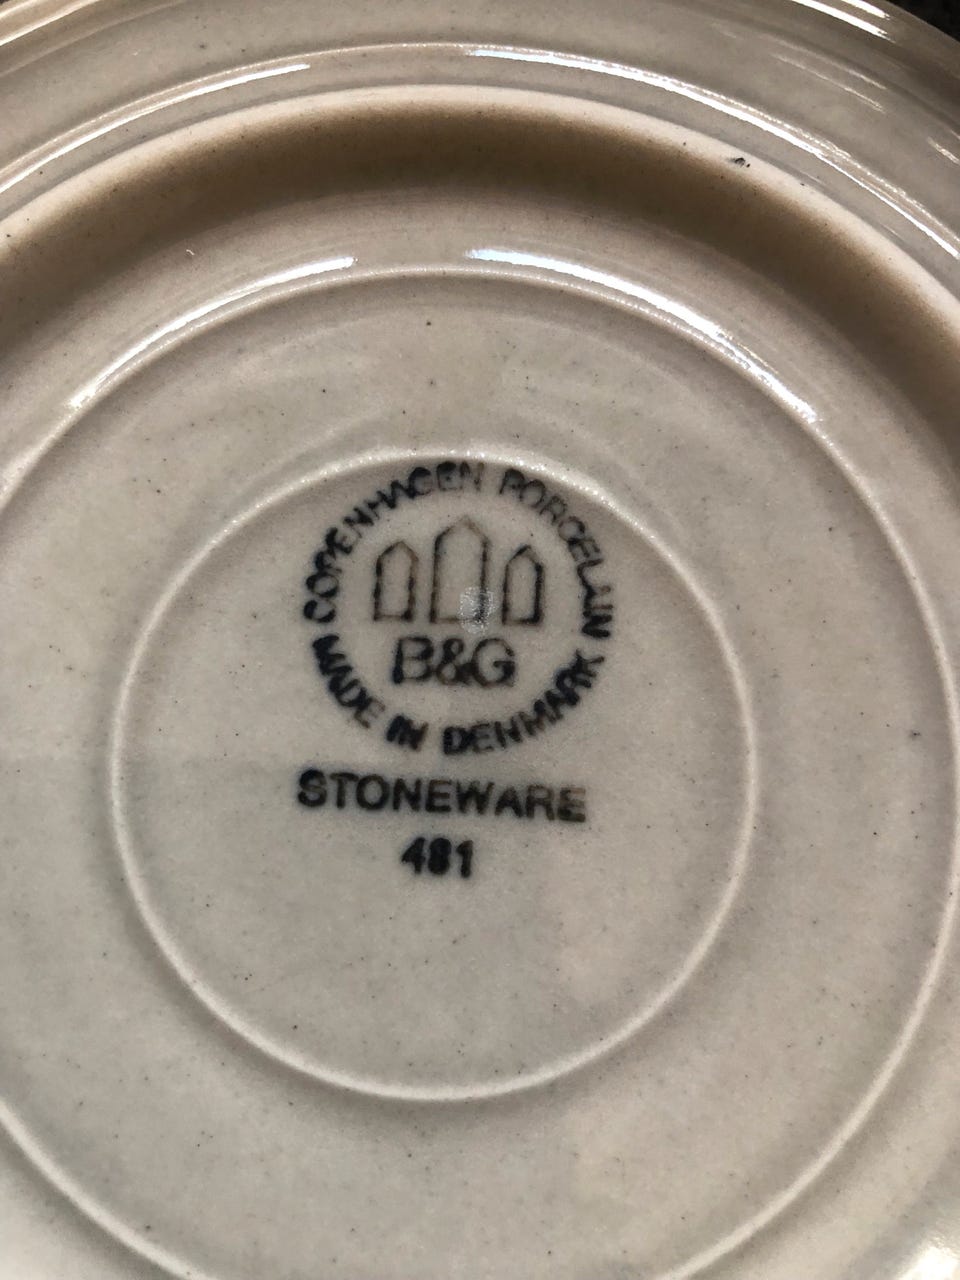 COPENHAGEN PORCELAIN
B&G
MADE IN DENMARK
STONEWARE
481